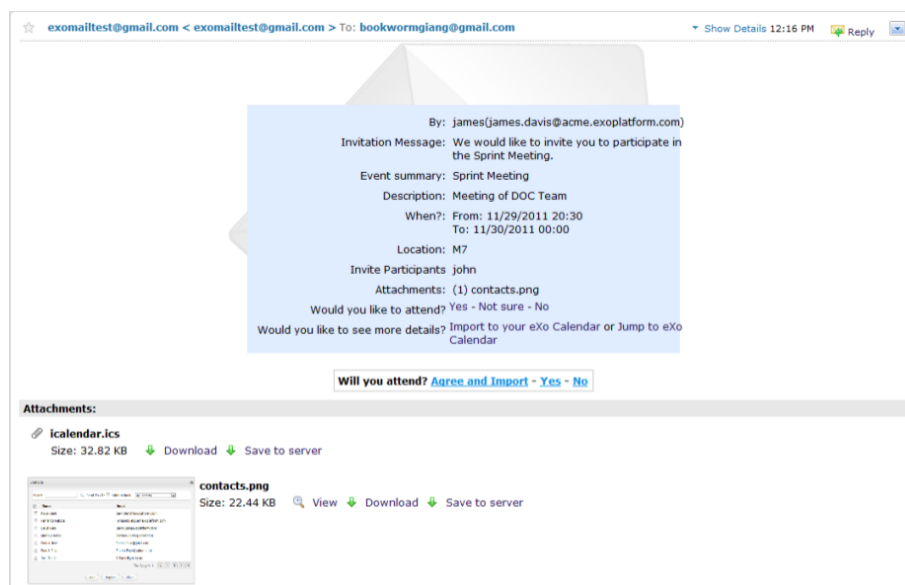 exomailtest@gmail.com < exomailtest@gmail.com > To: bookwormgiang@gmail.com Show Details 12:16 PM Reply
By: james(james.davis@acme.exoplatform.com)
Invitation Message: We would like to invite you to participate in
the Sprint Meeting.
Event summary: Sprint Meeting
Description: Meeting of DOC Team
When?: From: 11/29/2011 20:30
To: 11/30/2011 00:00
Location: M7
Invite Participants john
Attachments: (1) contacts.png
Would you like to attend? Yes - Not sure - No
Would you like to see more details? Import to your eXo Calendar or Jump to eXo
Calendar
Will you attend? Agree and Import - Yes - No
Attachments:
icalendar.ics
Size: 32.82 KB Download Save to server
contacts.png
Size: 22.44 KB View Download Save to server